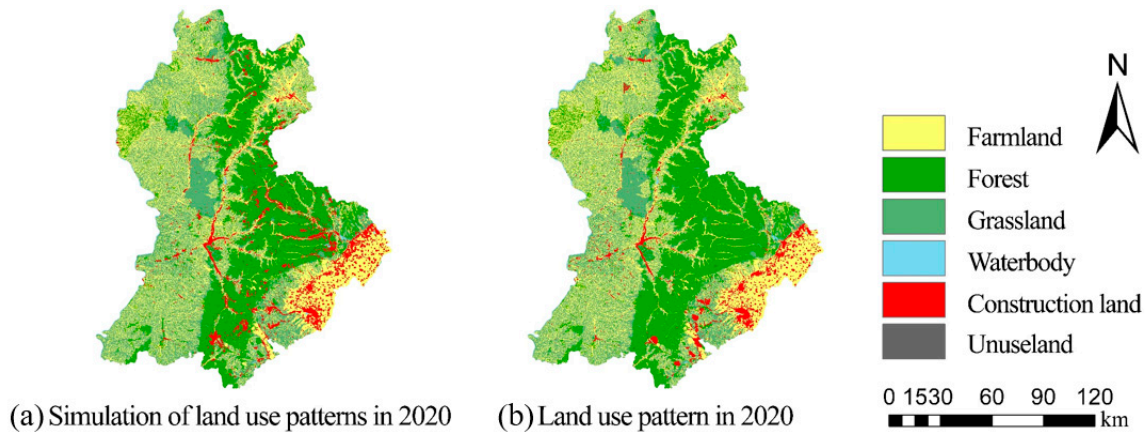 N
Farmland
Forest
Grassland
Waterbody
Construction land
Unuseland
0 1530 60 90 120
km
(a) Simulation of land use patterns in 2020
(b) Land use pattern in 2020